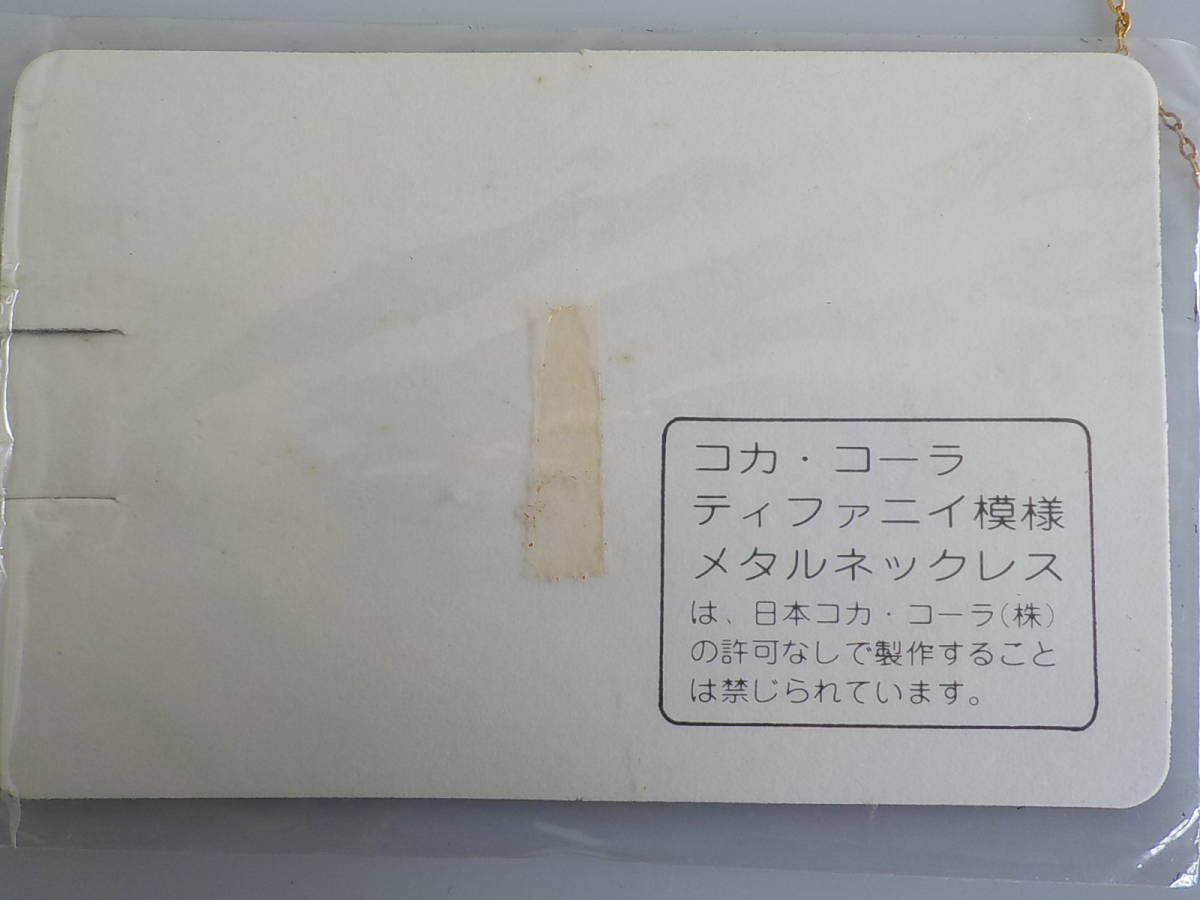 コカ・コーラ
ティファニイ模様
メタルネックレス
は、日本コカ・コーラ(株)
の許可なしで製作すること
は禁じられています。